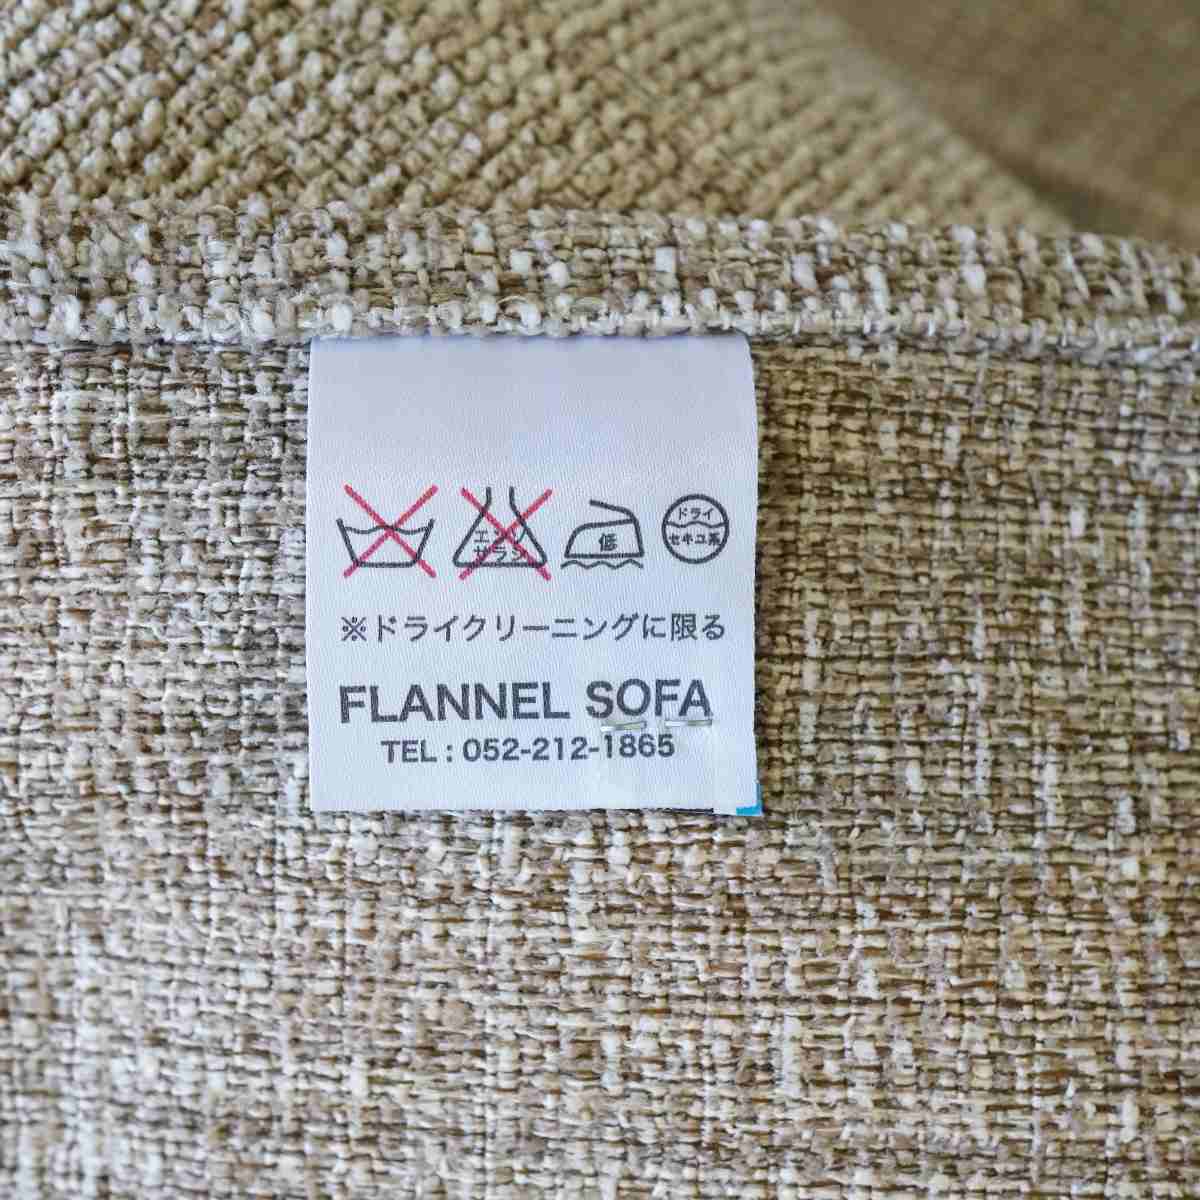 エンソ
サラシ
低
ドライ
セキユ系
※ドライクリーニングに限る
FLANNEL SOFA
TEL : 052-212-1865